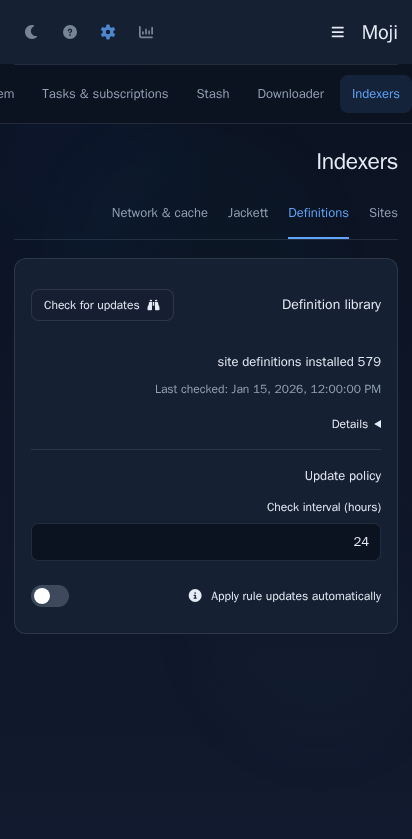 Moji
Indexers
Downloader
Stash
Tasks & subscriptions
em
Indexers
Sites
Definitions
Jackett
Network & cache
Definition library
Check for updates
site definitions installed 579
Last checked: Jan 15, 2026, 12:00:00 PM
Details
Update policy
Check interval (hours)
24
Apply rule updates automatically